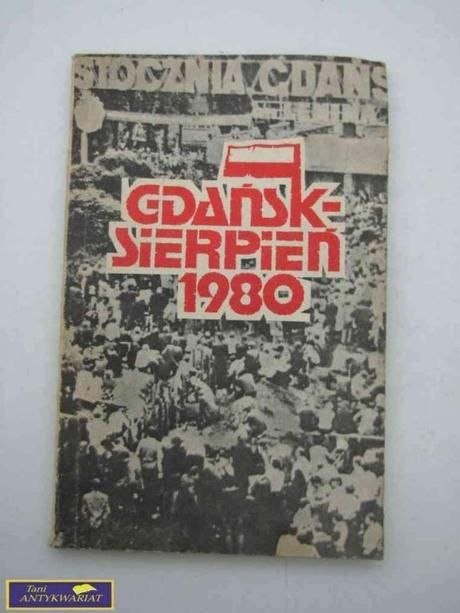 STOCZNIA GDAŃS
GDAŃSK-
SIERPIEŃ
1980
Tani
ANTYKWARIAT